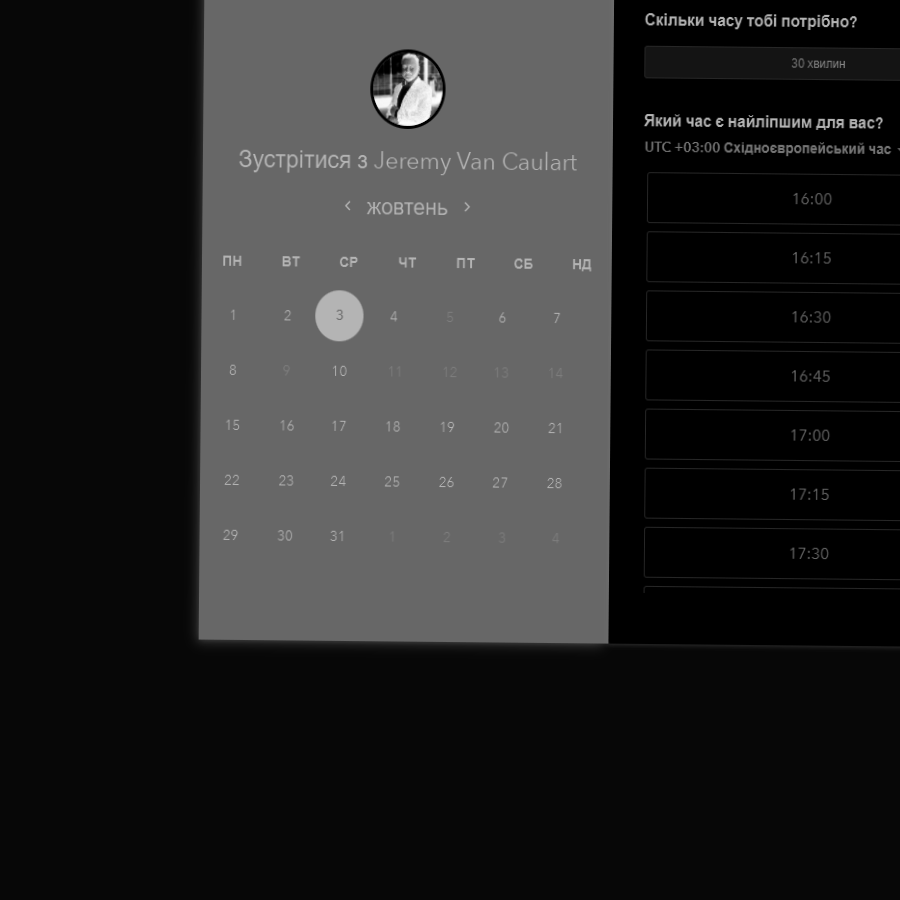 Зустрітися з Jeremy Van Caulart
‹ жовтень ›
ПН ВТ СР ЧТ ПТ СБ НД
1 2 3 4 5 6 7
8 9 10 11 12 13 14
15 16 17 18 19 20 21
22 23 24 25 26 27 28
29 30 31 1 2 3 4
Скільки часу тобі потрібно?
30 хвилин
Який час є найліпшим для вас?
UTC +03:00 Східноєвропейський час
16:00
16:15
16:30
16:45
17:00
17:15
17:30